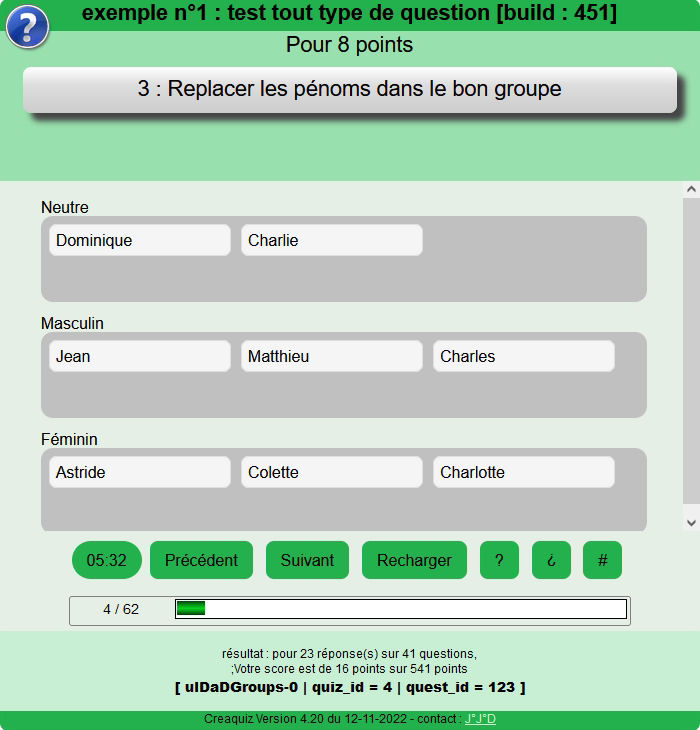 ?
exemple n°1 : test tout type de question [build : 451]
Pour 8 points
3 : Replacer les pénoms dans le bon groupe
Neutre
Dominique Charlie
Masculin
Jean Matthieu Charles
Féminin
Astride Colette Charlotte
05:32 Précédent Suivant Recharger ? ¿ #
4 / 62
résultat : pour 23 réponse(s) sur 41 questions,
;Votre score est de 16 points sur 541 points
[ ulDaDGroups-0 | quiz_id = 4 | quest_id = 123 ]
Creaquiz Version 4.20 du 12-11-2022 - contact : J°J°D